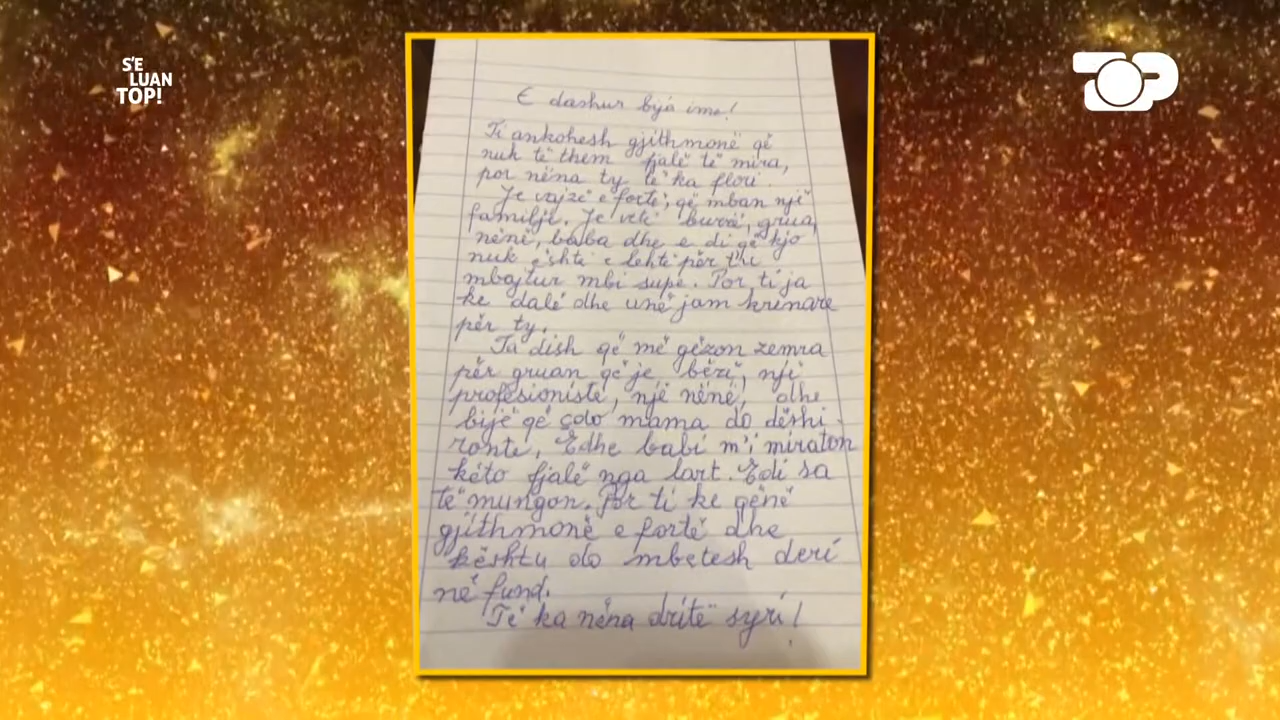 S'E
LUAN
TOP!
TOP
E dashur bija ime!
Ti ankohesh gjithmonë që
nuk të them fjalë të mira,
por nëna ty të ka flori.
Je vajzë e fortë, që mban një
familje. Je vetë burrë, grua,
nënë, baba dhe e di që kjo
nuk është e lehtë për t'u
mbajtur mbi supe. Por ti ja
ke dalë dhe unë jam krenare
për ty.
Ta dish që më gëzon zemra
për gruan që je bërë, një
profesioniste, një nënë, dhe
bijë që çdo mama do dëshi
ronte. Edhe babi m'i miraton
këto fjalë nga lart. E di sa
të mungon. Por ti ke qënë
gjithmonë e fortë dhe
kështu do mbetesh deri
në fund.
Të ka nëna dritë syri!